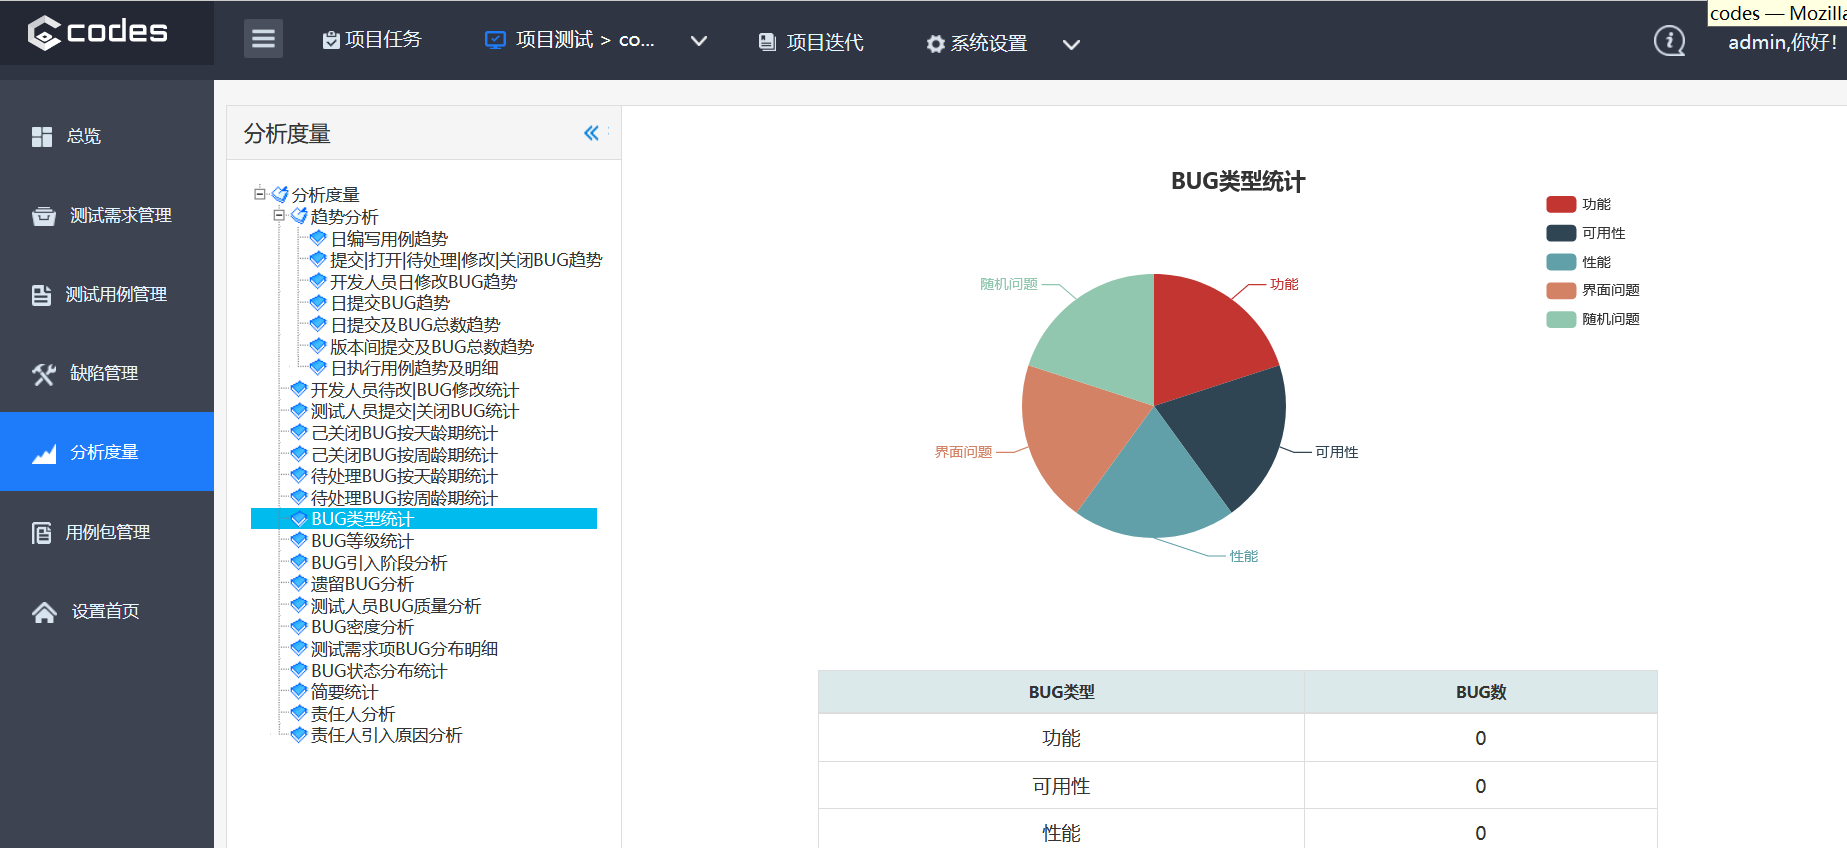 codes
项目任务
项目测试 > co...
项目迭代
系统设置
codes — Mozilla
admin,你好!
总览
测试需求管理
测试用例管理
缺陷管理
分析度量
用例包管理
设置首页
分析度量
分析度量
趋势分析
日编写用例趋势
提交|打开|待处理|修改|关闭BUG趋势
开发人员日修改BUG趋势
日提交BUG趋势
日提交及BUG总数趋势
版本间提交及BUG总数趋势
日执行用例趋势及明细
开发人员待改|BUG修改统计
测试人员提交|关闭BUG统计
己关闭BUG按天龄期统计
己关闭BUG按周龄期统计
待处理BUG按天龄期统计
待处理BUG按周龄期统计
BUG类型统计
BUG等级统计
BUG引入阶段分析
遗留BUG分析
测试人员BUG质量分析
BUG密度分析
测试需求项BUG分布明细
BUG状态分布统计
简要统计
责任人分析
责任人引入原因分析
BUG类型统计
功能
可用性
性能
界面问题
随机问题
随机问题
功能
界面问题
可用性
性能
BUG类型 BUG数
功能 0
可用性 0
性能 0